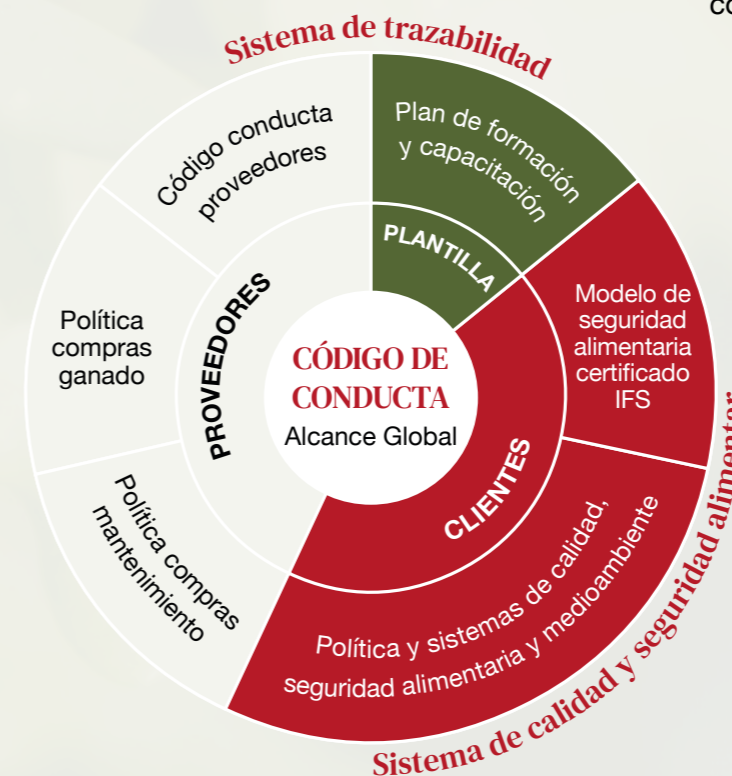 Sistema de trazabilidad
Código conducta
proveedores
Plan de formación
y capacitación
PLANTILLA
Modelo de
seguridad
alimentaria
certificado
IFS
Política
compras
ganado
PROVEEDORES
CÓDIGO DE
CONDUCTA
Alcance Global
CLIENTES
Política compras
mantenimiento
Política y sistemas de calidad,
seguridad alimentaria y medioambiente
Sistema de calidad y seguridad alimentar